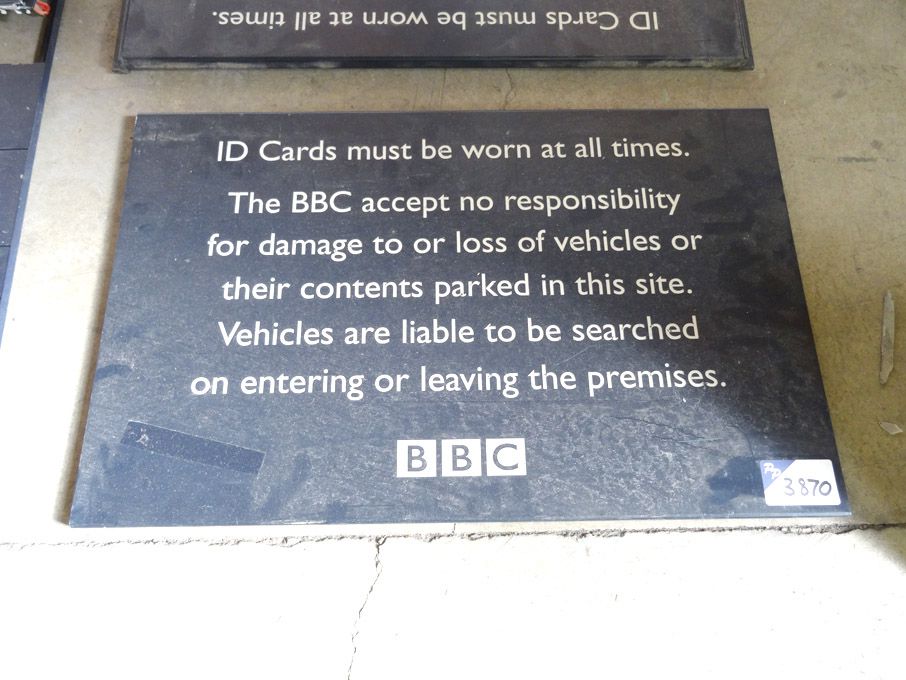 ID Cards must be worn at all times.
ID Cards must be worn at all times.
The BBC accept no responsibility
for damage to or loss of vehicles or
their contents parked in this site.
Vehicles are liable to be searched
on entering or leaving the premises.
BBC
PP
3870